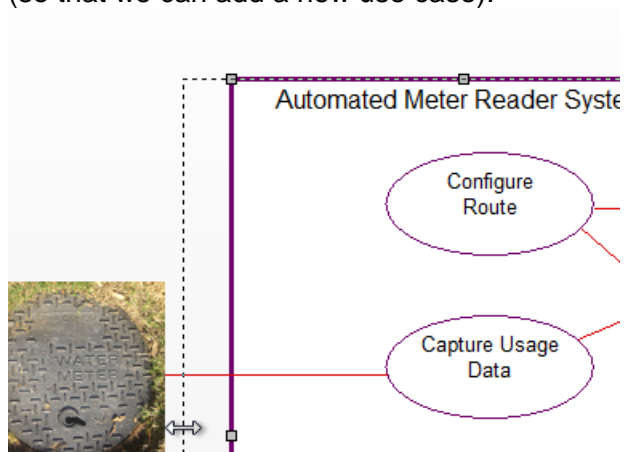 (so that we can add a new use case).
Automated Meter Reader Syste
Configure
Route
Capture Usage
Data
WATER
METER